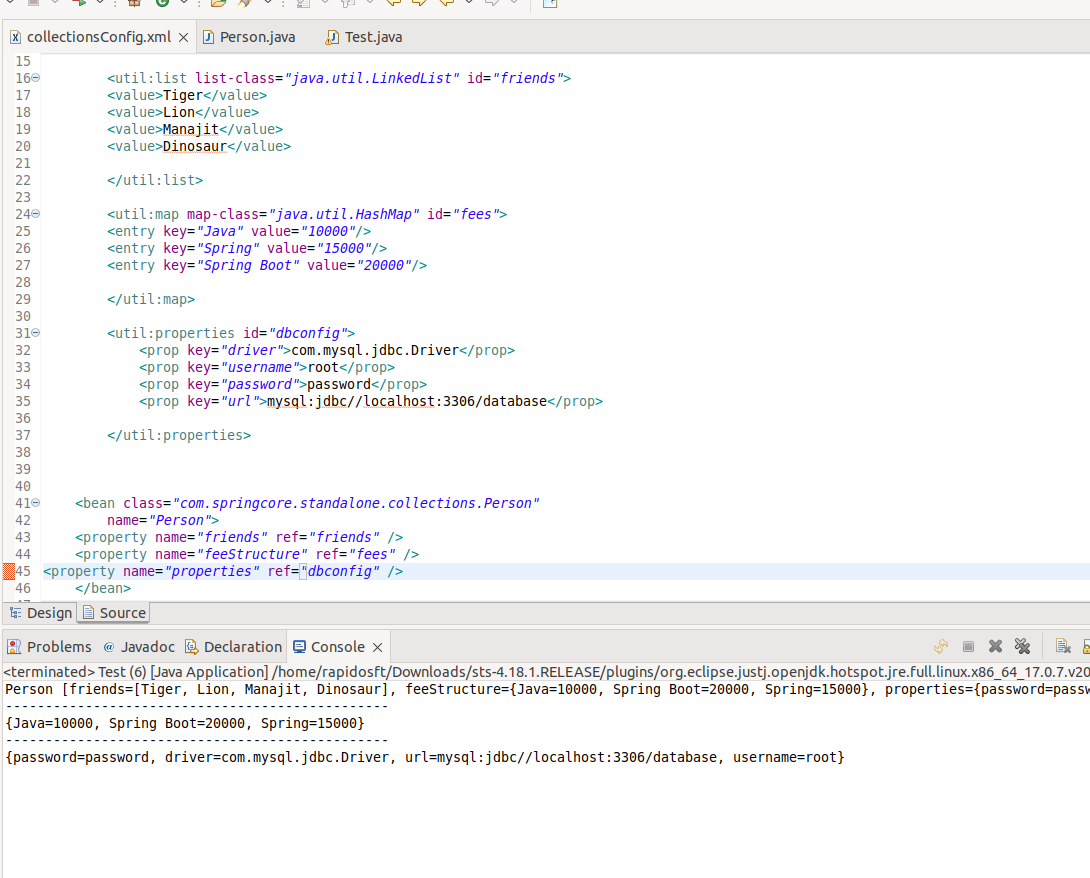 collectionsConfig.xml
Person.java
Test.java
15
16 <util:list list-class="java.util.LinkedList" id="friends">
17 <value>Tiger</value>
18 <value>Lion</value>
19 <value>Manajit</value>
20 <value>Dinosaur</value>
21
22 </util:list>
23
24 <util:map map-class="java.util.HashMap" id="fees">
25 <entry key="Java" value="10000"/>
26 <entry key="Spring" value="15000"/>
27 <entry key="Spring Boot" value="20000"/>
28
29 </util:map>
30
31 <util:properties id="dbconfig">
32 <prop key="driver">com.mysql.jdbc.Driver</prop>
33 <prop key="username">root</prop>
34 <prop key="password">password</prop>
35 <prop key="url">mysql:jdbc//localhost:3306/database</prop>
36
37 </util:properties>
38
39
40
41 <bean class="com.springcore.standalone.collections.Person"
42 name="Person">
43 <property name="friends" ref="friends" />
44 <property name="feeStructure" ref="fees" />
45 <property name="properties" ref="dbconfig" />
46 </bean>
Design Source
Problems @ Javadoc Declaration Console
<terminated> Test (6) [Java Application] /home/rapidosft/Downloads/sts-4.18.1.RELEASE/plugins/org.eclipse.justj.openjdk.hotspot.jre.full.linux.x86_64_17.0.7.v20
Person [friends=[Tiger, Lion, Manajit, Dinosaur], feeStructure={Java=10000, Spring Boot=20000, Spring=15000}, properties={password=passw
------------------------------------------------
{Java=10000, Spring Boot=20000, Spring=15000}
------------------------------------------------
{password=password, driver=com.mysql.jdbc.Driver, url=mysql:jdbc//localhost:3306/database, username=root}